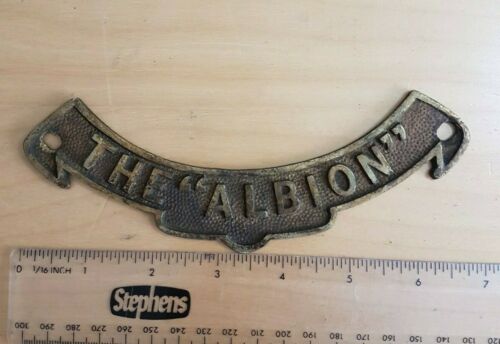 THE "ALBION"
0 1/16 INCH 1 2 3 4 5 6 7
Stephens
300 290 280 270 260 250 240 230 220 210 200 190 180 170 160 150 140 130 120